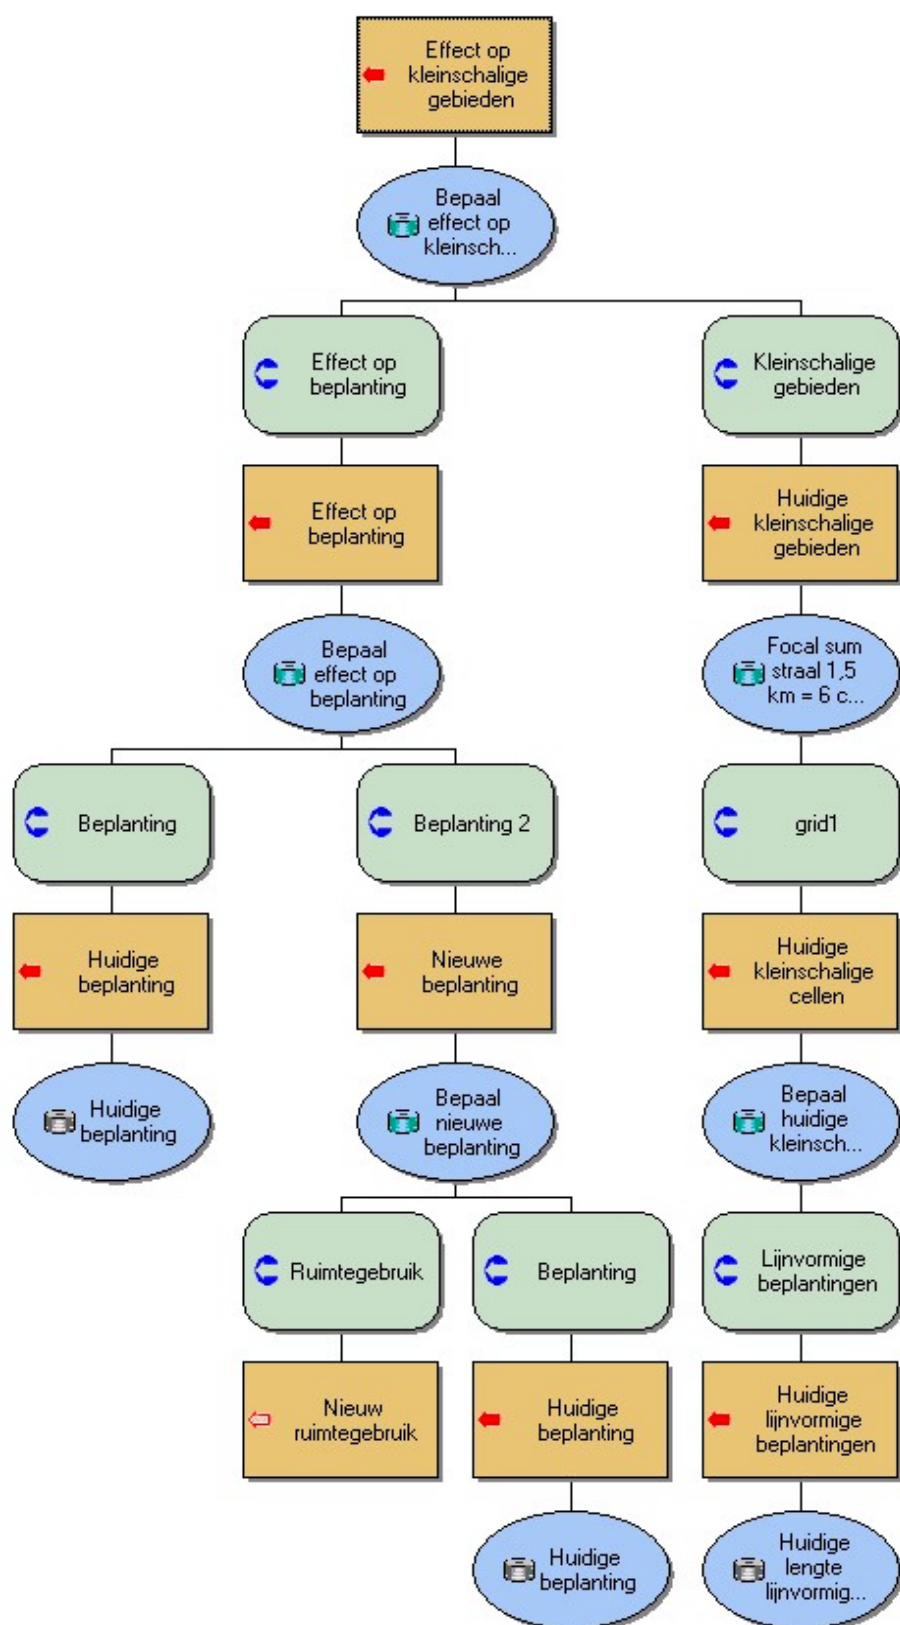 Effect op
kleinschalige
gebieden
Bepaal
effect op
kleinsch...
Effect op
beplanting
Kleinschalige
gebieden
Effect op
beplanting
Huidige
kleinschalige
gebieden
Bepaal
effect op
beplanting
Focal sum
straal 1,5
km = 6 c...
Beplanting
Beplanting 2
grid1
Huidige
beplanting
Nieuwe
beplanting
Huidige
kleinschalige
cellen
Huidige
beplanting
Bepaal
nieuwe
beplanting
Bepaal
huidige
kleinsch...
Ruimtegebruik
Beplanting
Lijnvormige
beplantingen
Nieuw
ruimtegebruik
Huidige
beplanting
Huidige
lijnvormige
beplantingen
Huidige
beplanting
Huidige
lengte
lijnvormig...